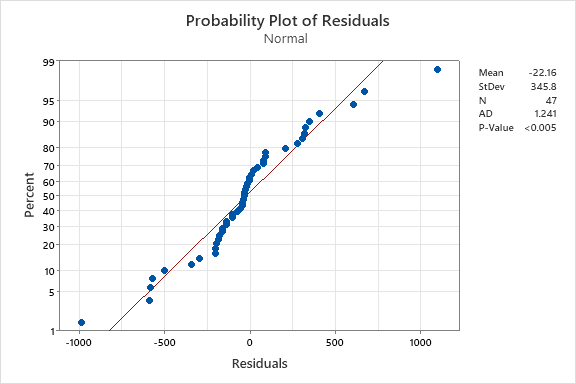 Probability Plot of Residuals
Normal
Mean -22.16
StDev 345.8
N 47
AD 1.241
P-Value <0.005
Percent
99
95
90
80
70
60
50
40
30
20
10
5
1
-1000 -500 0 500 1000
Residuals